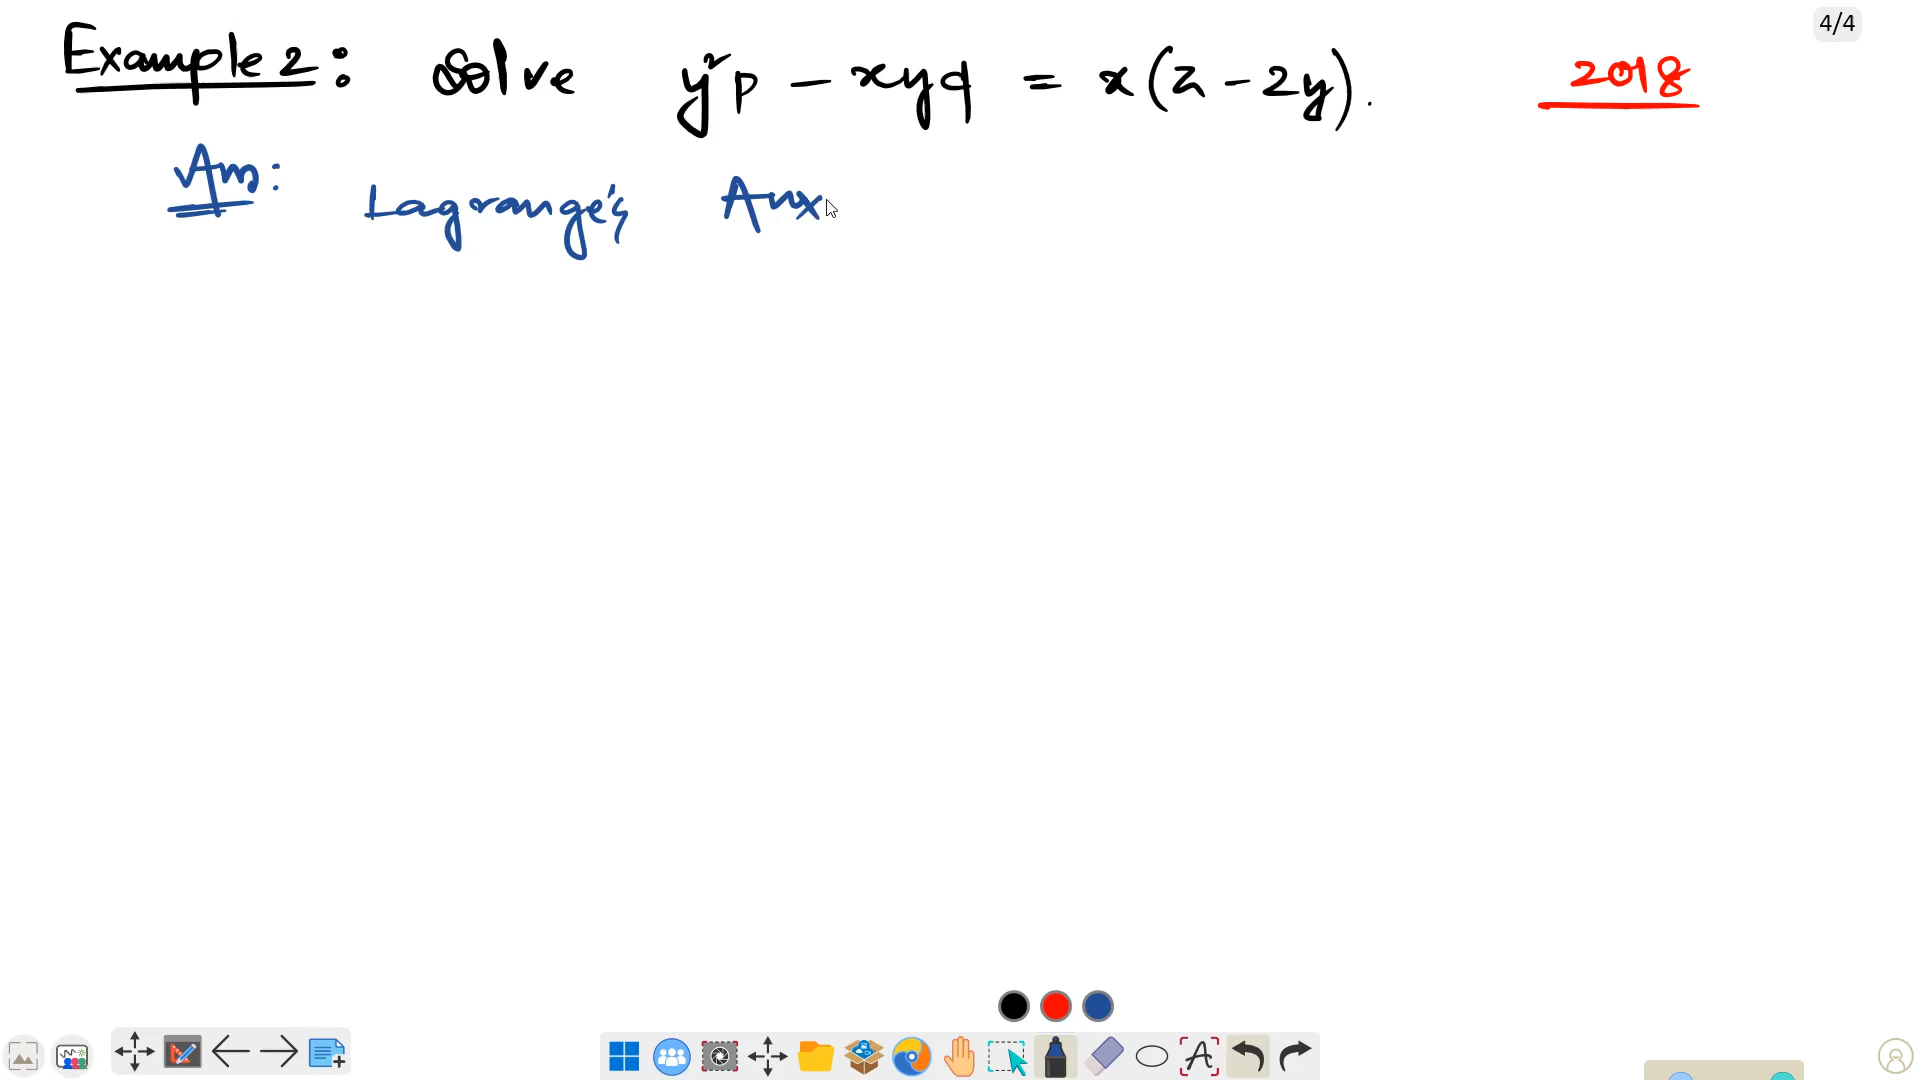 4/4
Example 2: Solve y²p - xyq = x(z - 2y). 2018
Ans:
Lagrange's Aux